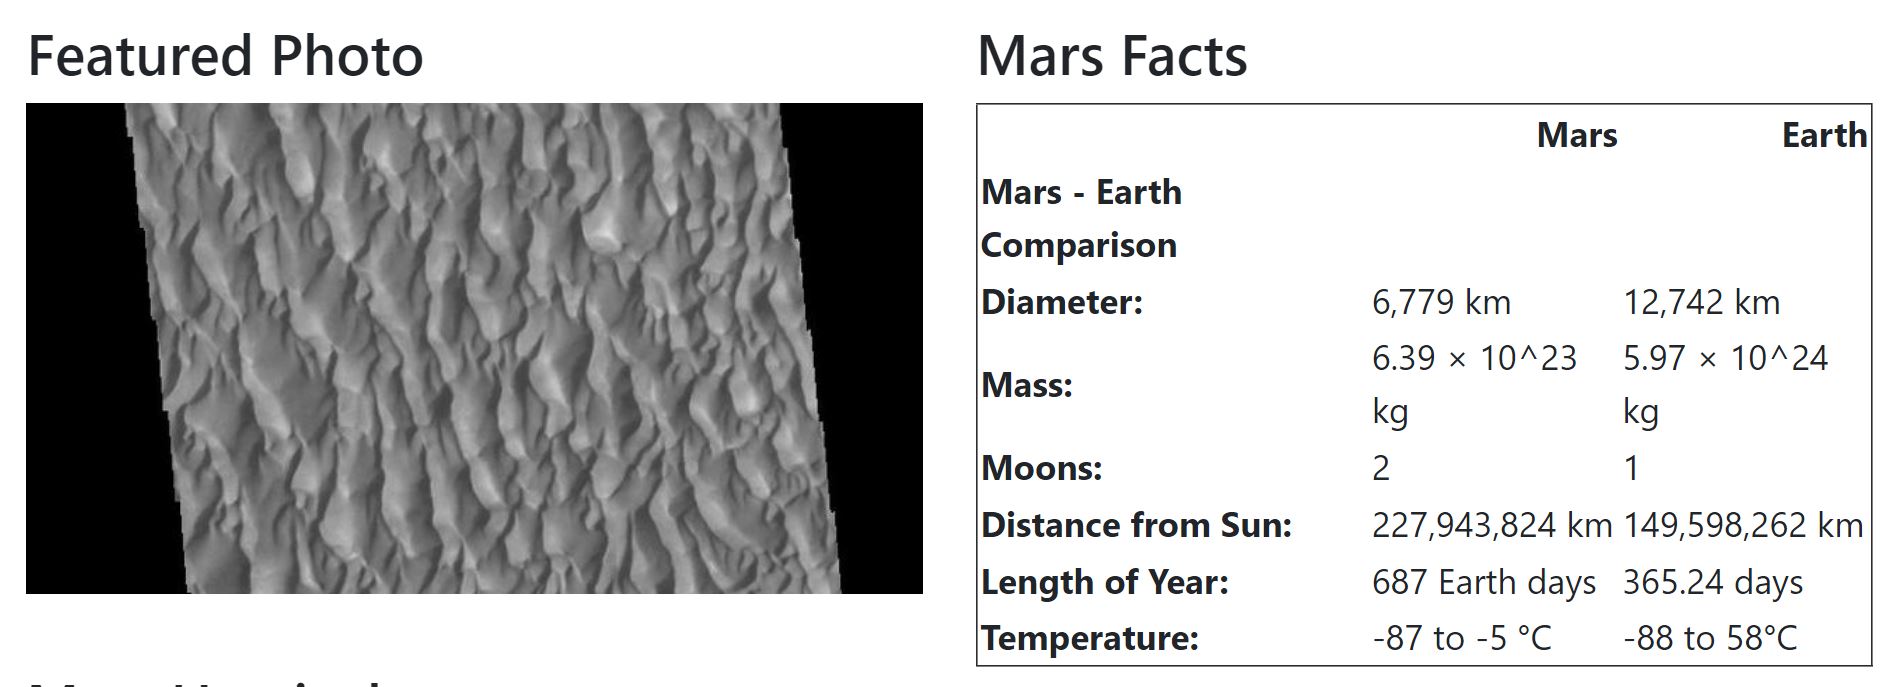 Featured Photo
Mars Facts
Mars Earth
Mars - Earth
Comparison
Diameter: 6,779 km 12,742 km
Mass: 6.39 × 10^23 kg 5.97 × 10^24 kg
Moons: 2 1
Distance from Sun: 227,943,824 km 149,598,262 km
Length of Year: 687 Earth days 365.24 days
Temperature: -87 to -5 °C -88 to 58°C